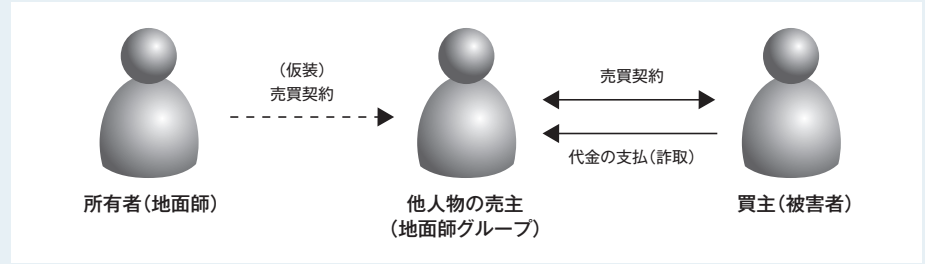 （仮装）
売買契約
売買契約
代金の支払（詐取）
所有者（地面師）
他人物の売主
（地面師グループ）
買主（被害者）